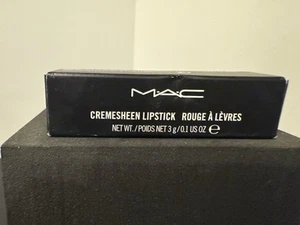 MAC
CREMESHEEN LIPSTICK ROUGE À LÈVRES
NET WT. / POIDS NET 3 g / 0.1 US OZ ℮